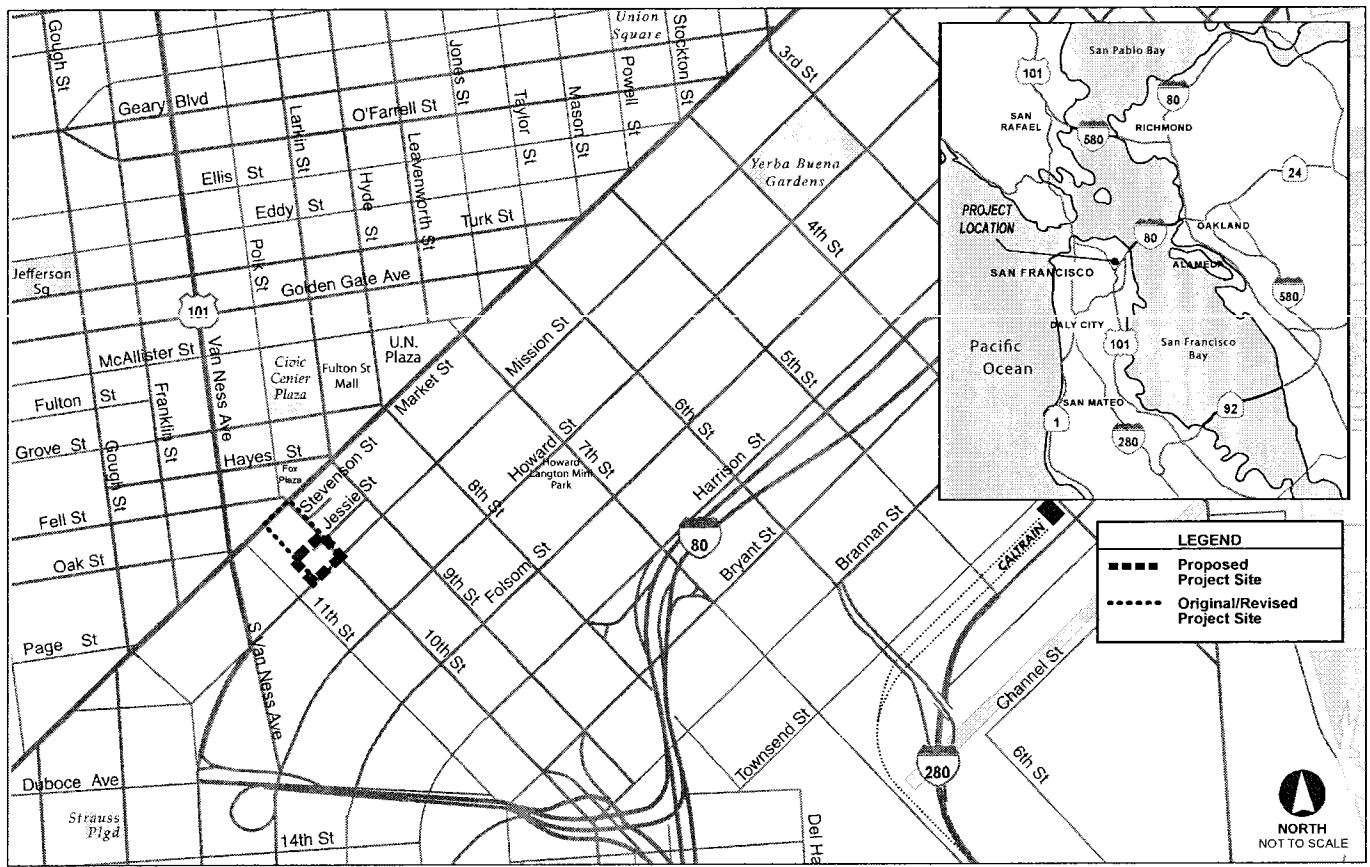 Union
Square
Stockton St
Gough St
Jones St
Powell St
3rd St
Geary Blvd
O'Farrell St
Larkin St
Taylor St
Mason St
Leavenworth St
Yerba Buena
Gardens
Ellis St
Hyde St
Eddy St
Turk St
4th St
Polk St
Jefferson
Sq
Golden Gate Ave
101
McAllister St
Van Ness Ave
Civic
Center
Plaza
Fulton St
Mall
U.N.
Plaza
Market St
Mission St
5th St
Fulton St
Franklin St
Grove St
Gough St
Hayes St
Fox
Plaza
Stevenson St
Jessie St
Howard St
7th St
Howard
Langton Mini
Park
6th St
Harrison St
8th St
Fell St
Oak St
80
Bryant St
Brannan St
CALTRAIN
9th St
Folsom St
11th St
10th St
Page St
S Van Ness Ave
Channel St
Townsend St
280
6th St
Duboce Ave
Strauss
Plgd
14th St
Del Ha
San Pablo Bay
101
80
SAN
RAFAEL
580
RICHMOND
24
PROJECT
LOCATION
80
OAKLAND
SAN FRANCISCO
ALAMEDA
580
DALY CITY
101
Pacific
Ocean
San Francisco
Bay
SAN MATEO
92
1
280
LEGEND
Proposed
Project Site
Original/Revised
Project Site
NORTH
NOT TO SCALE